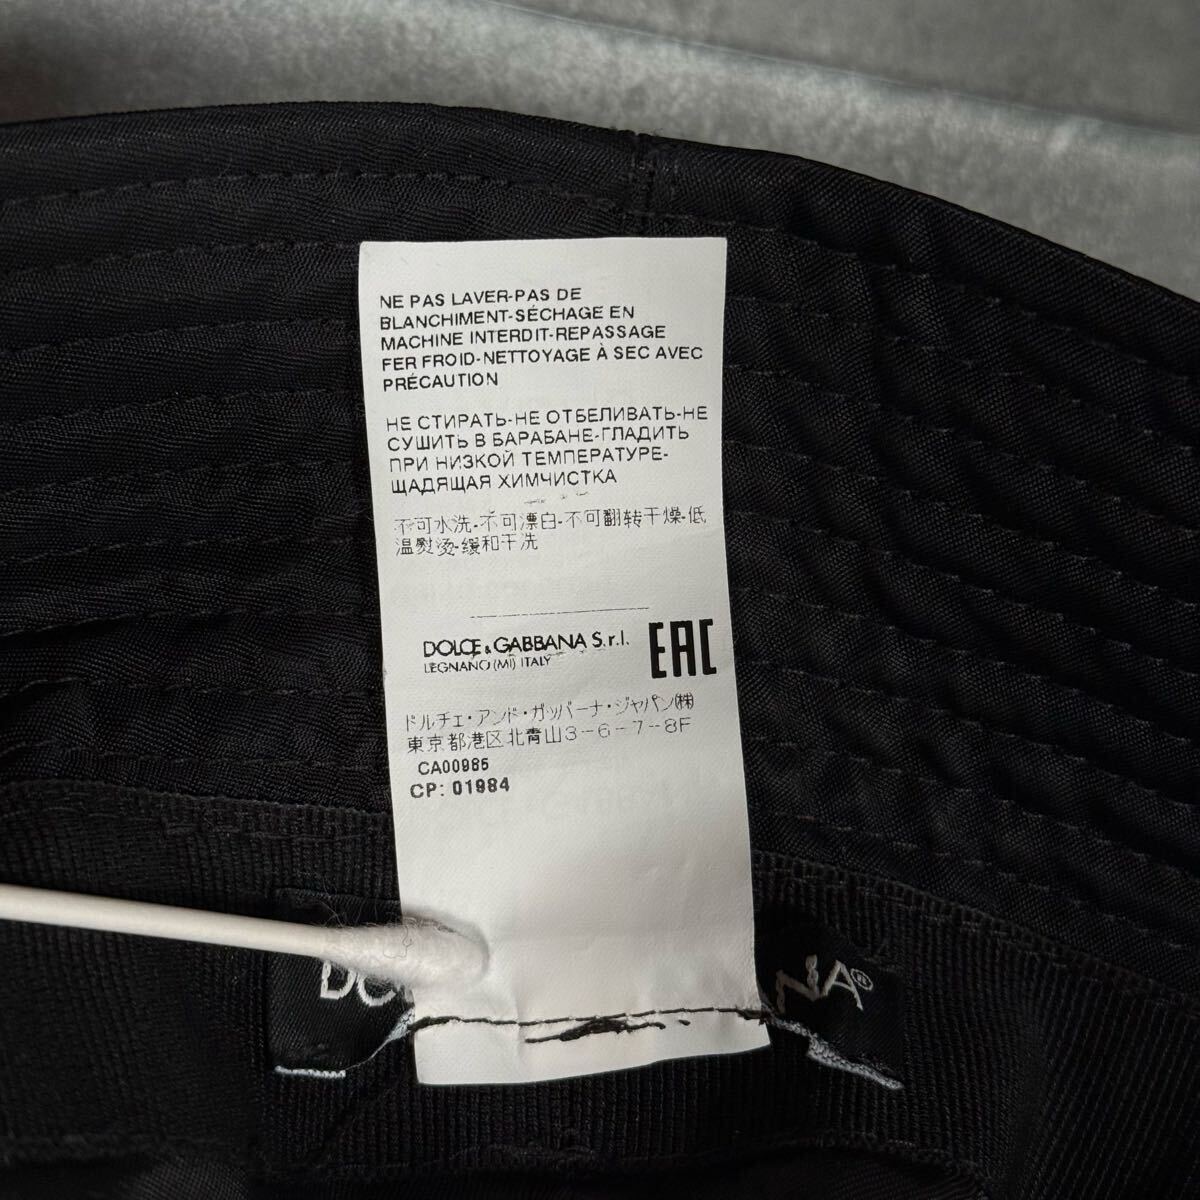 NE PAS LAVER-PAS DE
BLANCHIMENT-SÉCHAGE EN
MACHINE INTERDIT-REPASSAGE
FER FROID-NETTOYAGE À SEC AVEC
PRÉCAUTION
НЕ СТИРАТЬ-НЕ ОТБЕЛИВАТЬ-НЕ
СУШИТЬ В БАРАБАНЕ-ГЛАДИТЬ
ПРИ НИЗКОЙ ТЕМПЕРАТУРЕ-
ЩАДЯЩАЯ ХИМЧИСТКА
不可水洗-不可漂白-不可翻转干燥-低
温熨烫-缓和干洗
DOLCE & GABBANA S.r.l.
LEGNANO (MI) ITALY
EAC
ドルチェ・アンド・ガッバーナ・ジャパン㈱
東京都港区北青山3-6-7-8F
CA00985
CP: 01984